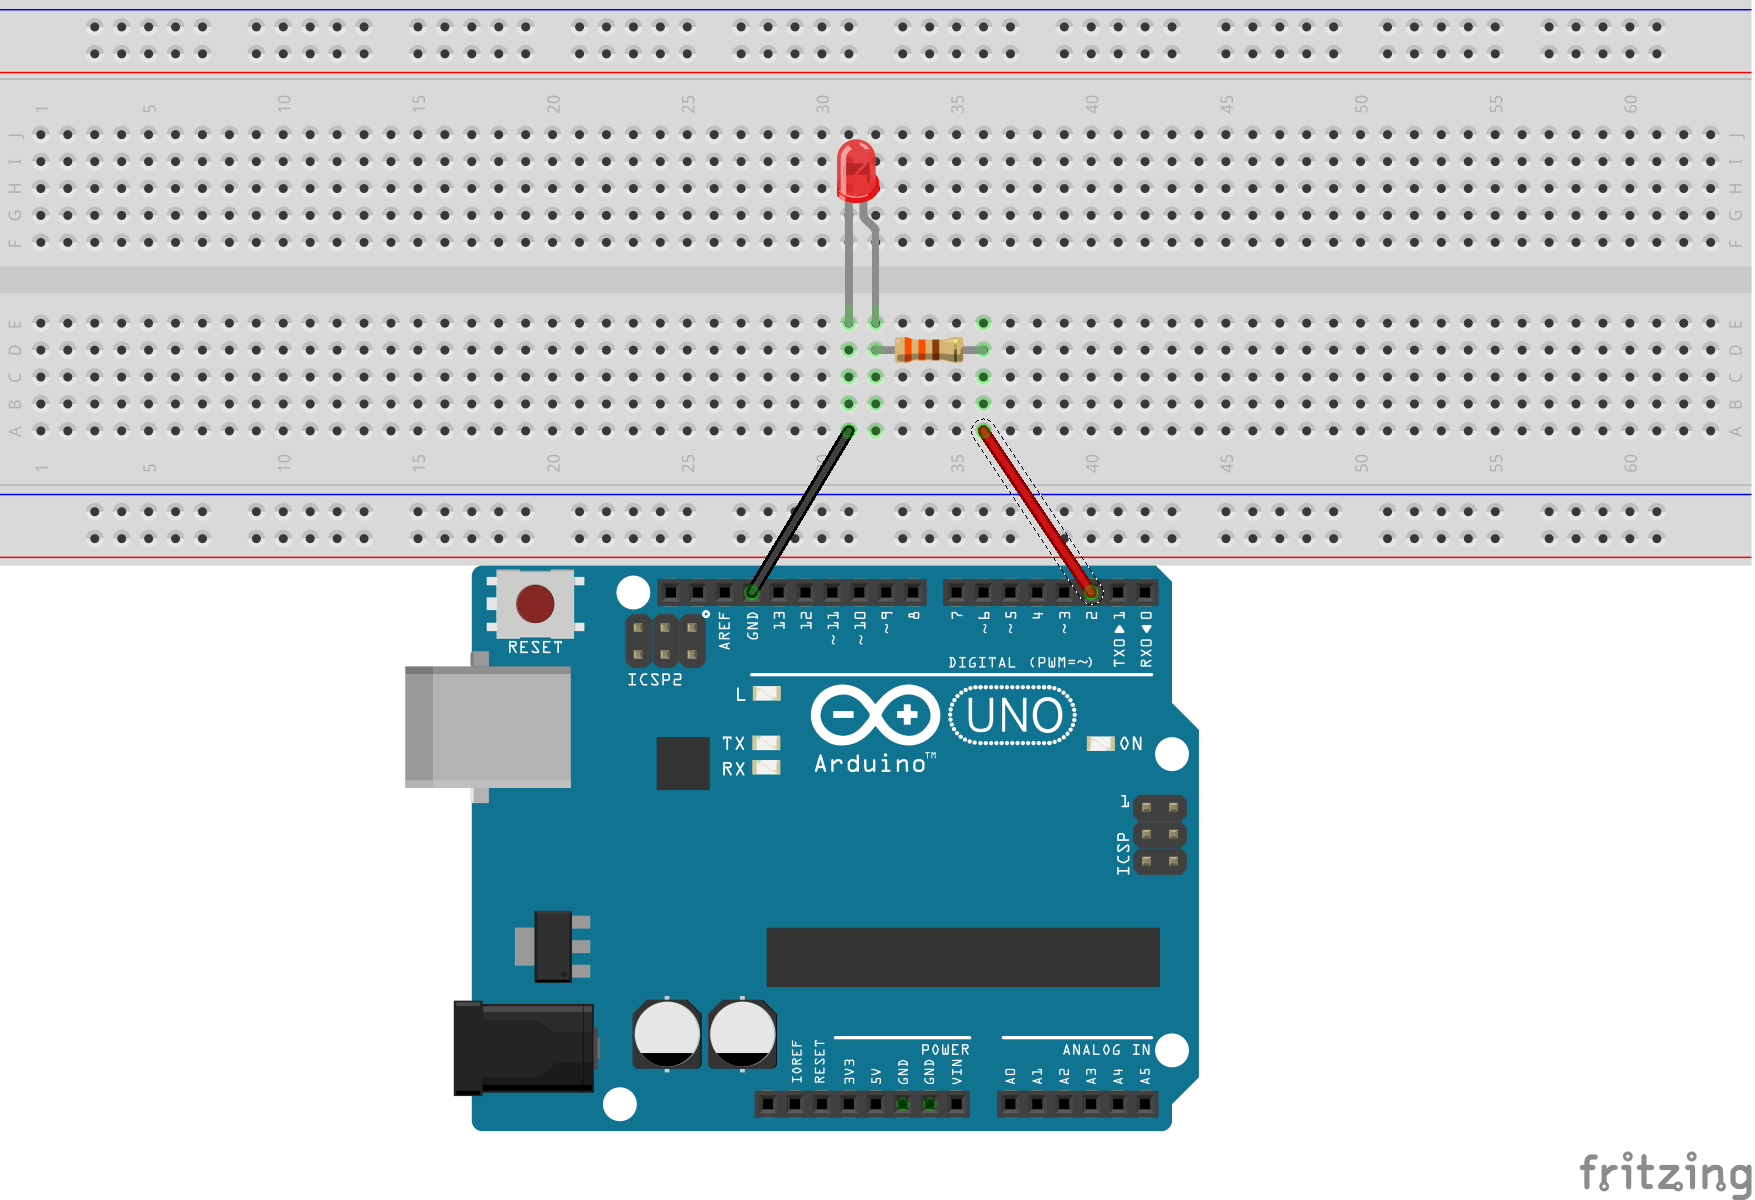 1 5 10 15 20 25 30 35 40 45 50 55 60
J J
I I
H H
G G
F F
E E
D D
C C
B B
A A
1 5 10 15 20 25 30 35 40 45 50 55 60
AREF GND 13 12 ~11 ~10 ~9 8 7 ~6 ~5 4 ~3 2 TX0▶1 RX0◀0
RESET
DIGITAL (PWM=~)
ICSP2
L
UNO
TX ON
RX Arduino™
1
ICSP
POWER ANALOG IN
IOREF RESET 3V3 5V GND GND VIN A0 A1 A2 A3 A4 A5
fritzing